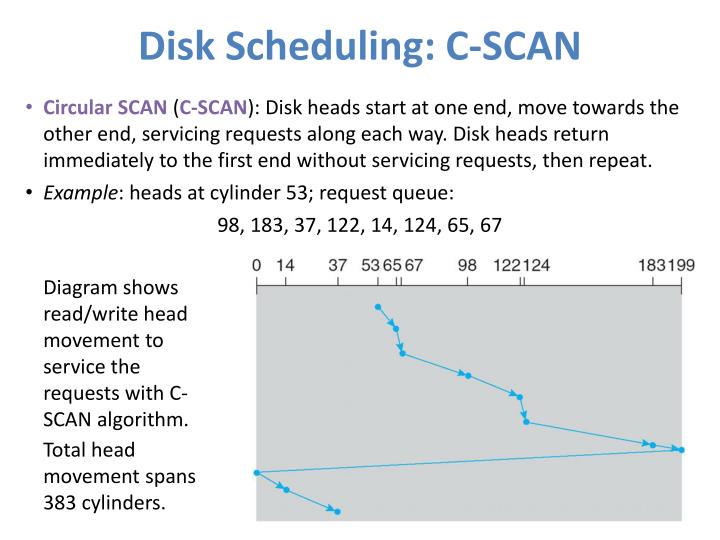 Disk Scheduling: C-SCAN
• Circular SCAN (C-SCAN): Disk heads start at one end, move towards the
other end, servicing requests along each way. Disk heads return
immediately to the first end without servicing requests, then repeat.
• Example: heads at cylinder 53; request queue:
98, 183, 37, 122, 14, 124, 65, 67
0 14 37 53 65 67 98 122 124 183 199
Diagram shows
read/write head
movement to
service the
requests with C-
SCAN algorithm.
Total head
movement spans
383 cylinders.